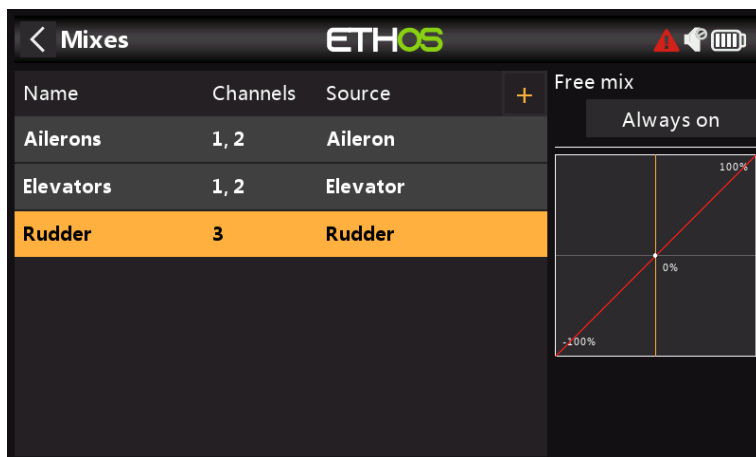 Mixes
ETHOS
Name Channels Source +
Ailerons 1, 2 Aileron
Elevators 1, 2 Elevator
Rudder 3 Rudder
Free mix
Always on
100%
0%
-100%